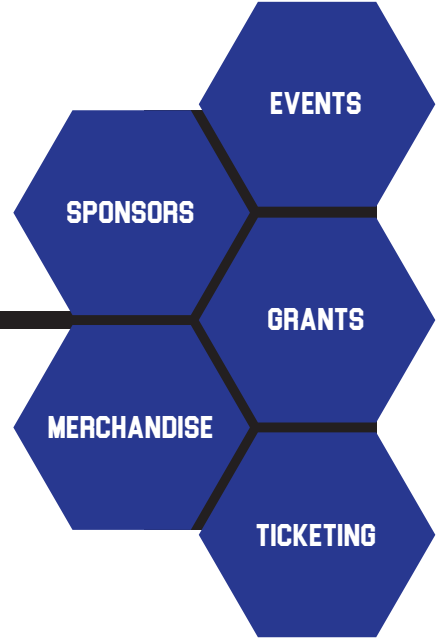 EVENTS
SPONSORS
GRANTS
MERCHANDISE
TICKETING